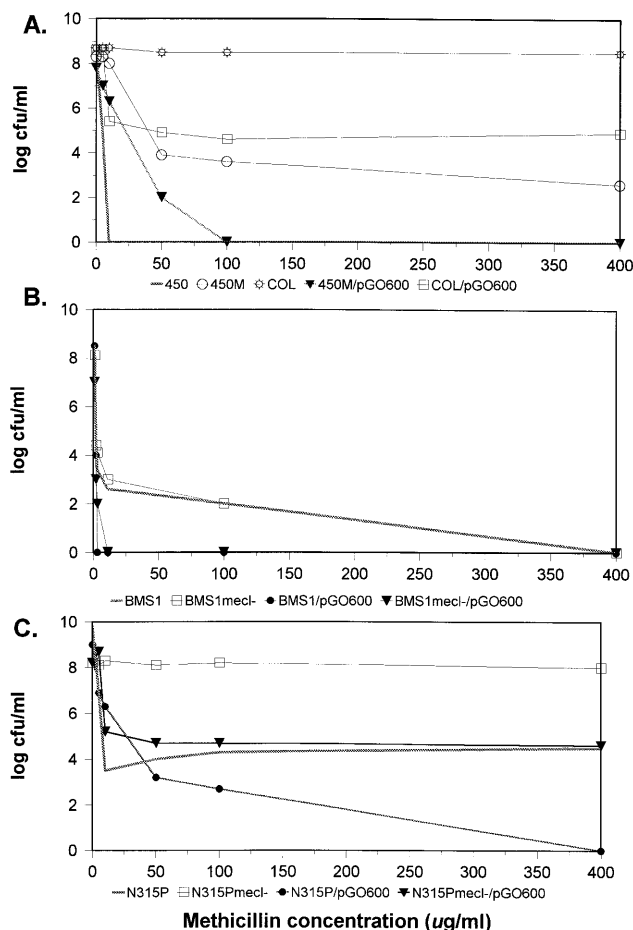 A.
10
8
6
4
2
0
log cfu/ml
0 50 100 150 200 250 300 350 400
450 450M COL 450M/pGO600 COL/pGO600
B.
10
8
6
4
2
0
log cfu/ml
0 50 100 150 200 250 300 350 400
BMS1 BMS1mecI- BMS1/pGO600 BMS1mecI-/pGO600
C.
10
8
6
4
2
0
log cfu/ml
0 50 100 150 200 250 300 350 400
N315P N315PmecI- N315P/pGO600 N315PmecI-/pGO600
Methicillin concentration (µg/ml)